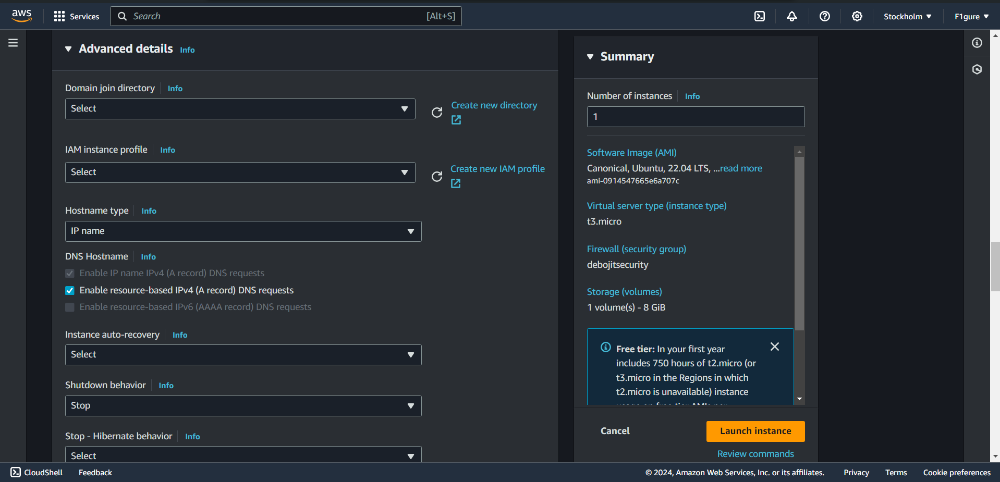 aws
Services
Search
[Alt+S]
Stockholm
F1gure
Advanced details Info
Domain join directory Info
Select
Create new directory
IAM instance profile Info
Select
Create new IAM profile
Hostname type Info
IP name
DNS Hostname Info
Enable IP name IPv4 (A record) DNS requests
Enable resource-based IPv4 (A record) DNS requests
Enable resource-based IPv6 (AAAA record) DNS requests
Instance auto-recovery Info
Select
Shutdown behavior Info
Stop
Stop - Hibernate behavior Info
Select
Summary
Number of instances Info
1
Software Image (AMI)
Canonical, Ubuntu, 22.04 LTS, ...read more
ami-0914547665e6a707c
Virtual server type (instance type)
t3.micro
Firewall (security group)
debojitsecurity
Storage (volumes)
1 volume(s) - 8 GiB
Free tier: In your first year
includes 750 hours of t2.micro (or
t3.micro in the Regions in which
t2.micro is unavailable) instance
Cancel
Launch instance
Review commands
CloudShell
Feedback
© 2024, Amazon Web Services, Inc. or its affiliates.
Privacy
Terms
Cookie preferences